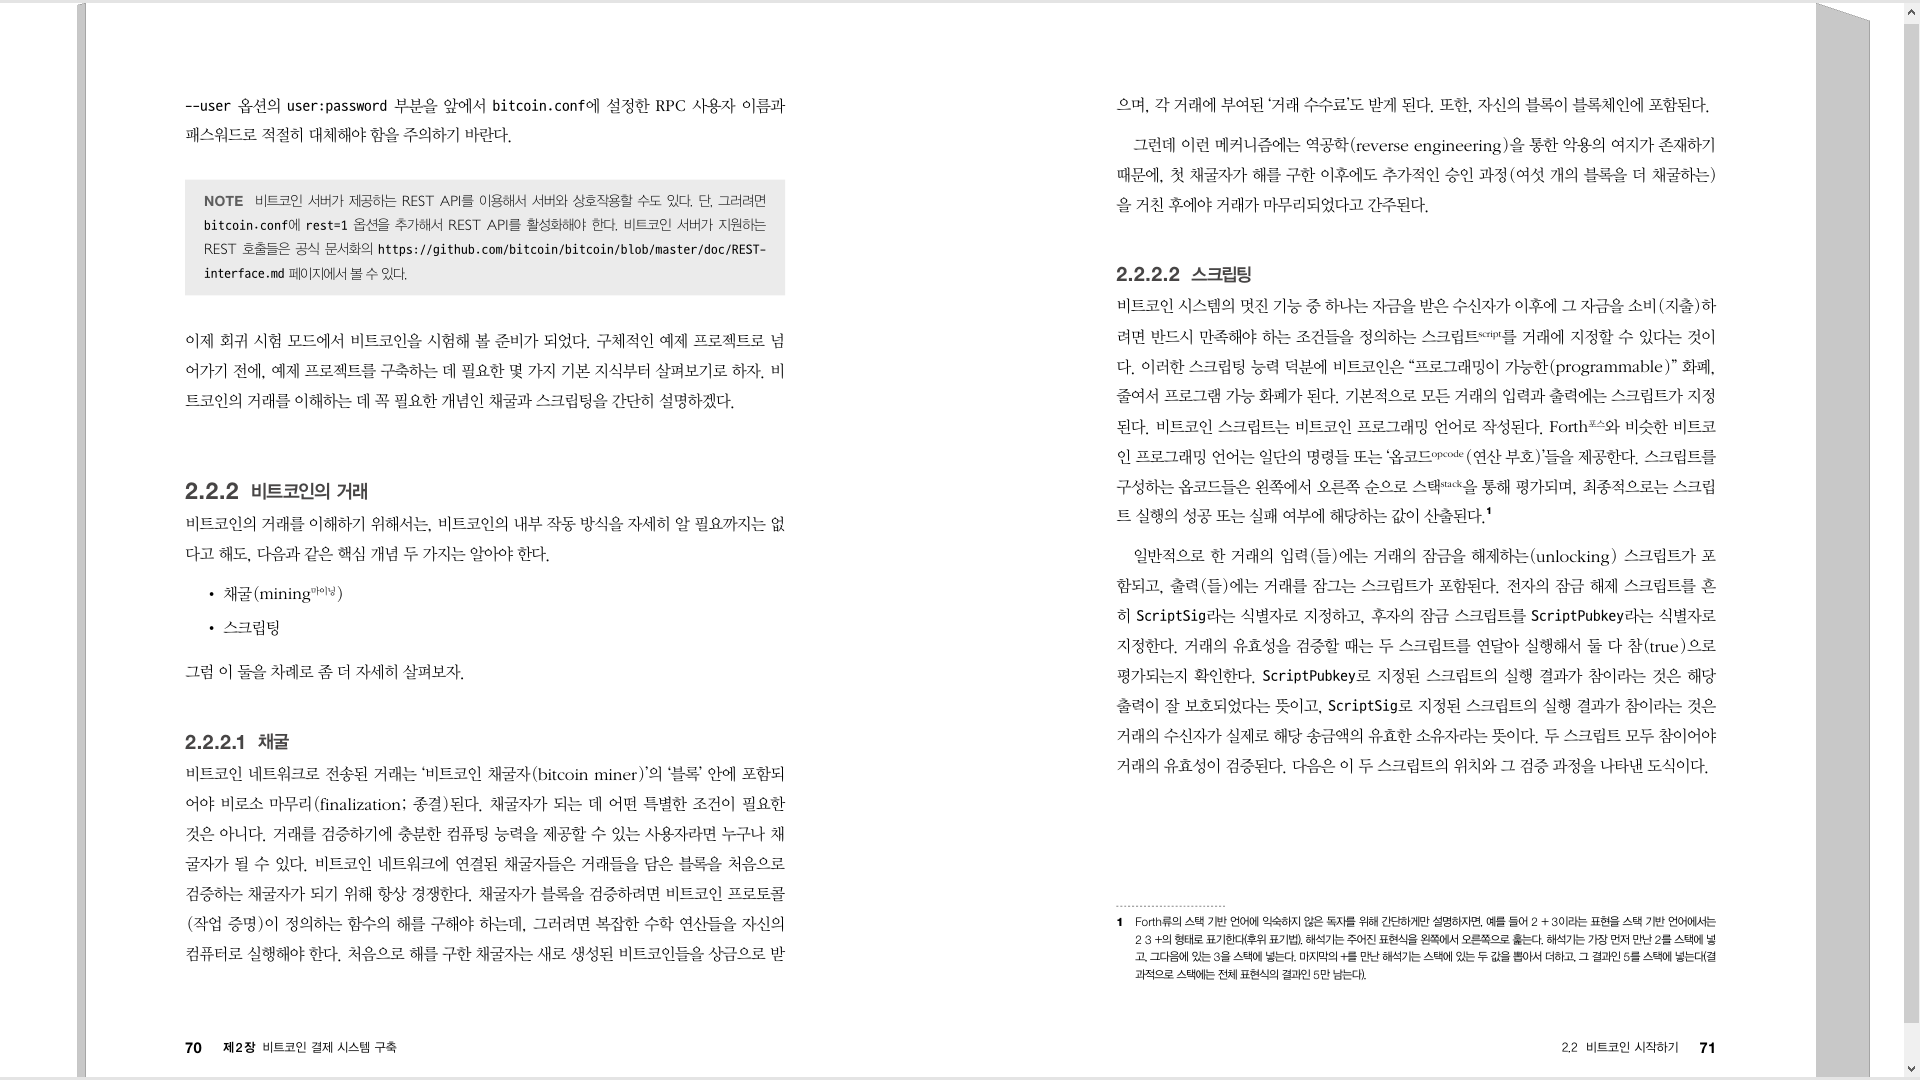 --user 옵션의 user:password 부분을 앞에서 bitcoin.conf에 설정한 RPC 사용자 이름과
패스워드로 적절히 대체해야 함을 주의하기 바란다.
NOTE 비트코인 서버가 제공하는 REST API를 이용해서 서버와 상호작용할 수도 있다. 단, 그러려면
bitcoin.conf에 rest=1 옵션을 추가해서 REST API를 활성화해야 한다. 비트코인 서버가 지원하는
REST 호출들은 공식 문서화의 https://github.com/bitcoin/bitcoin/blob/master/doc/REST-
interface.md 페이지에서 볼 수 있다.
이제 회귀 시험 모드에서 비트코인을 시험해 볼 준비가 되었다. 구체적인 예제 프로젝트로 넘
어가기 전에, 예제 프로젝트를 구축하는 데 필요한 몇 가지 기본 지식부터 살펴보기로 하자. 비
트코인의 거래를 이해하는 데 꼭 필요한 개념인 채굴과 스크립팅을 간단히 설명하겠다.
2.2.2 비트코인의 거래
비트코인의 거래를 이해하기 위해서는, 비트코인의 내부 작동 방식을 자세히 알 필요까지는 없
다고 해도, 다음과 같은 핵심 개념 두 가지는 알아야 한다.
• 채굴(mining마이닝)
• 스크립팅
그럼 이 둘을 차례로 좀 더 자세히 살펴보자.
2.2.2.1 채굴
비트코인 네트워크로 전송된 거래는 ‘비트코인 채굴자(bitcoin miner)’의 ‘블록’ 안에 포함되
어야 비로소 마무리(finalization; 종결)된다. 채굴자가 되는 데 어떤 특별한 조건이 필요한
것은 아니다. 거래를 검증하기에 충분한 컴퓨팅 능력을 제공할 수 있는 사용자라면 누구나 채
굴자가 될 수 있다. 비트코인 네트워크에 연결된 채굴자들은 거래들을 담은 블록을 처음으로
검증하는 채굴자가 되기 위해 항상 경쟁한다. 채굴자가 블록을 검증하려면 비트코인 프로토콜
(작업 증명)이 정의하는 함수의 해를 구해야 하는데, 그러려면 복잡한 수학 연산들을 자신의
컴퓨터로 실행해야 한다. 처음으로 해를 구한 채굴자는 새로 생성된 비트코인들을 상금으로 받
70 제2장 비트코인 결제 시스템 구축
으며, 각 거래에 부여된 ‘거래 수수료’도 받게 된다. 또한, 자신의 블록이 블록체인에 포함된다.
그런데 이런 메커니즘에는 역공학(reverse engineering)을 통한 악용의 여지가 존재하기
때문에, 첫 채굴자가 해를 구한 이후에도 추가적인 승인 과정(여섯 개의 블록을 더 채굴하는)
을 거친 후에야 거래가 마무리되었다고 간주된다.
2.2.2.2 스크립팅
비트코인 시스템의 멋진 기능 중 하나는 자금을 받은 수신자가 이후에 그 자금을 소비(지출)하
려면 반드시 만족해야 하는 조건들을 정의하는 스크립트script를 거래에 지정할 수 있다는 것이
다. 이러한 스크립팅 능력 덕분에 비트코인은 “프로그래밍이 가능한(programmable)” 화폐,
줄여서 프로그램 가능 화폐가 된다. 기본적으로 모든 거래의 입력과 출력에는 스크립트가 지정
된다. 비트코인 스크립트는 비트코인 프로그래밍 언어로 작성된다. Forth포스와 비슷한 비트코
인 프로그래밍 언어는 일단의 명령들 또는 ‘옵코드opcode(연산 부호)’들을 제공한다. 스크립트를
구성하는 옵코드들은 왼쪽에서 오른쪽 순으로 스택stack을 통해 평가되며, 최종적으로는 스크립
트 실행의 성공 또는 실패 여부에 해당하는 값이 산출된다.1
일반적으로 한 거래의 입력(들)에는 거래의 잠금을 해제하는(unlocking) 스크립트가 포
함되고, 출력(들)에는 거래를 잠그는 스크립트가 포함된다. 전자의 잠금 해제 스크립트를 흔
히 ScriptSig라는 식별자로 지정하고, 후자의 잠금 스크립트를 ScriptPubkey라는 식별자로
지정한다. 거래의 유효성을 검증할 때는 두 스크립트를 연달아 실행해서 둘 다 참(true)으로
평가되는지 확인한다. ScriptPubkey로 지정된 스크립트의 실행 결과가 참이라는 것은 해당
출력이 잘 보호되었다는 뜻이고, ScriptSig로 지정된 스크립트의 실행 결과가 참이라는 것은
거래의 수신자가 실제로 해당 송금액의 유효한 소유자라는 뜻이다. 두 스크립트 모두 참이어야
거래의 유효성이 검증된다. 다음은 이 두 스크립트의 위치와 그 검증 과정을 나타낸 도식이다.
1 Forth류의 스택 기반 언어에 익숙하지 않은 독자를 위해 간단하게만 설명하자면, 예를 들어 2 + 3이라는 표현을 스택 기반 언어에서는
2 3 +의 형태로 표기한다(후위 표기법). 해석기는 주어진 표현식을 왼쪽에서 오른쪽으로 훑는다. 해석기는 가장 먼저 만난 2를 스택에 넣
고, 그다음에 있는 3을 스택에 넣는다. 마지막의 +를 만난 해석기는 스택에 있는 두 값을 뽑아서 더하고, 그 결과인 5를 스택에 넣는다(결
과적으로 스택에는 전체 표현식의 결과인 5만 남는다).
2.2 비트코인 시작하기 71